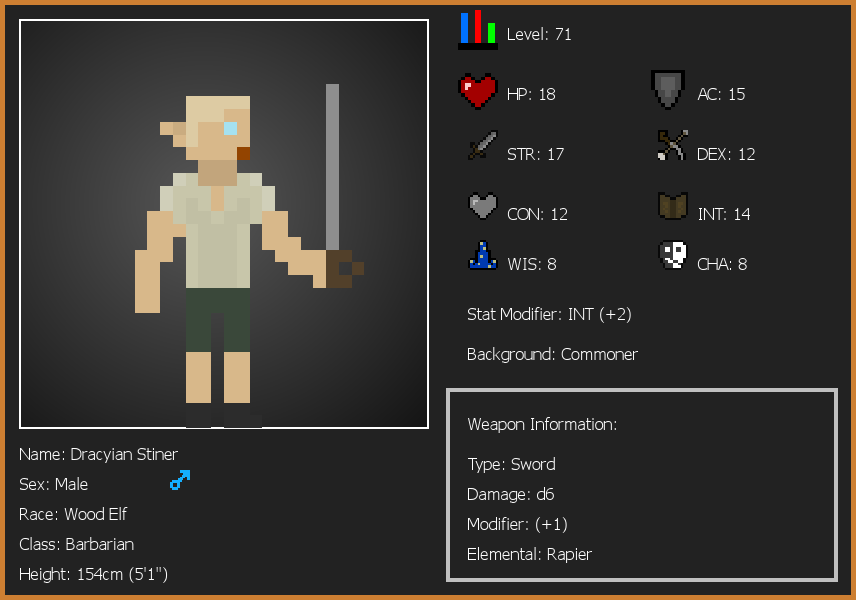 Level: 71
HP: 18
AC: 15
STR: 17
DEX: 12
CON: 12
INT: 14
WIS: 8
CHA: 8
Stat Modifier: INT (+2)
Background: Commoner
Weapon Information:
Type: Sword
Damage: d6
Modifier: (+1)
Elemental: Rapier
Name: Dracyian Stiner
Sex: Male
Race: Wood Elf
Class: Barbarian
Height: 154cm (5'1")